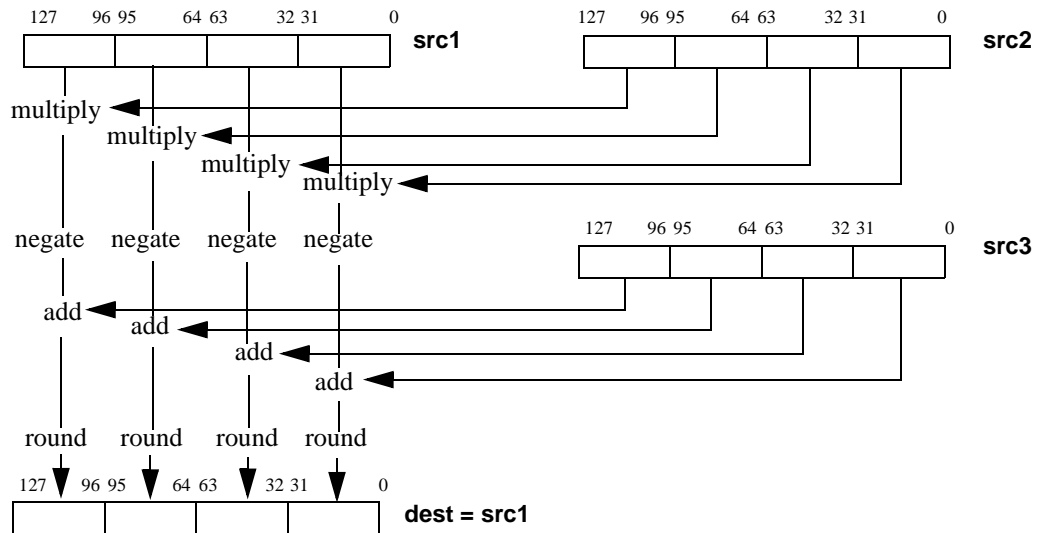 127 96 95 64 63 32 31 0
src1
127 96 95 64 63 32 31 0
src2
multiply
multiply
multiply
multiply
negate negate negate negate
127 96 95 64 63 32 31 0
src3
add
add
add
add
round round round round
127 96 95 64 63 32 31 0
dest = src1